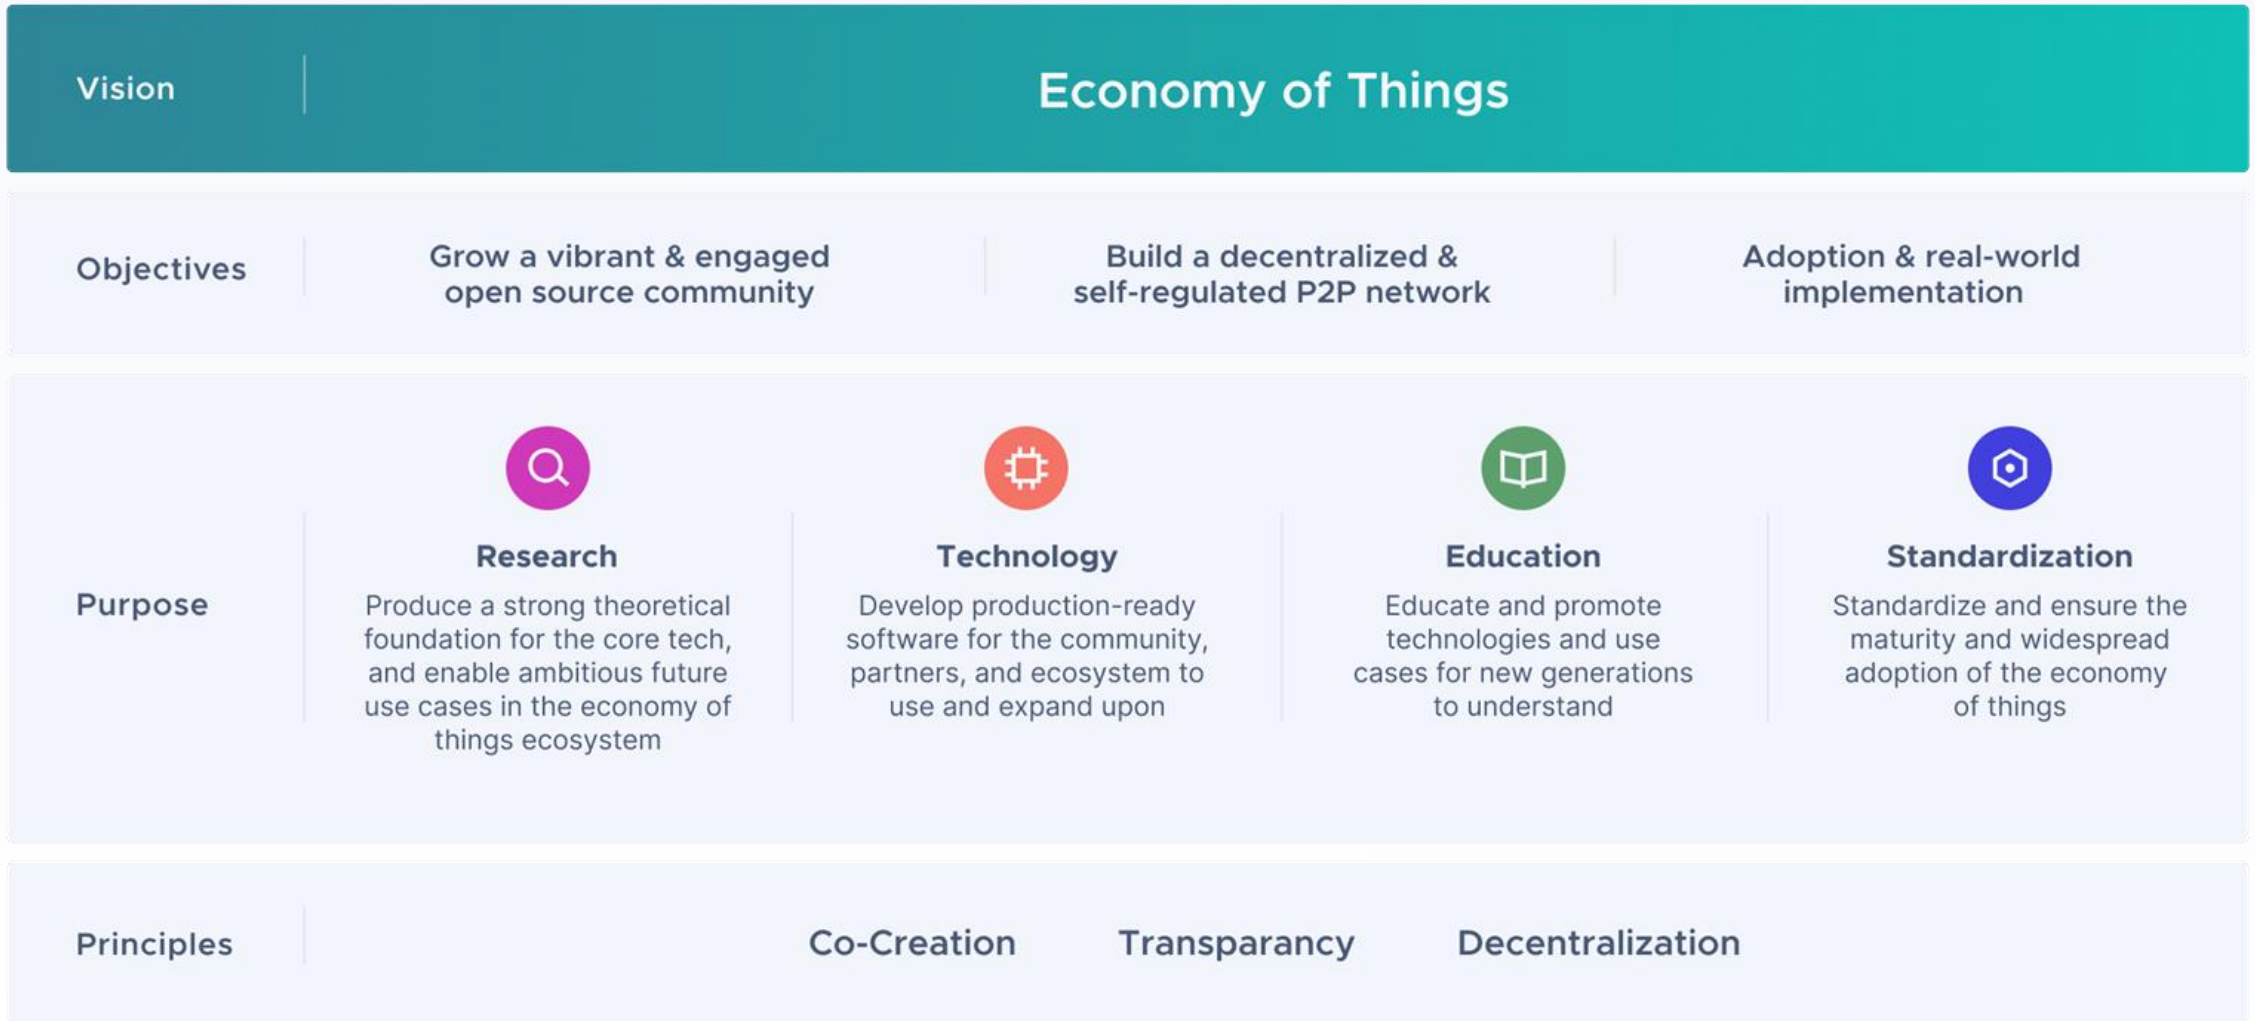 Vision
Economy of Things
Objectives
Grow a vibrant & engaged
open source community
Build a decentralized &
self-regulated P2P network
Adoption & real-world
implementation
Purpose
Research
Produce a strong theoretical
foundation for the core tech,
and enable ambitious future
use cases in the economy of
things ecosystem
Technology
Develop production-ready
software for the community,
partners, and ecosystem to
use and expand upon
Education
Educate and promote
technologies and use
cases for new generations
to understand
Standardization
Standardize and ensure the
maturity and widespread
adoption of the economy
of things
Principles
Co-Creation
Transparancy
Decentralization